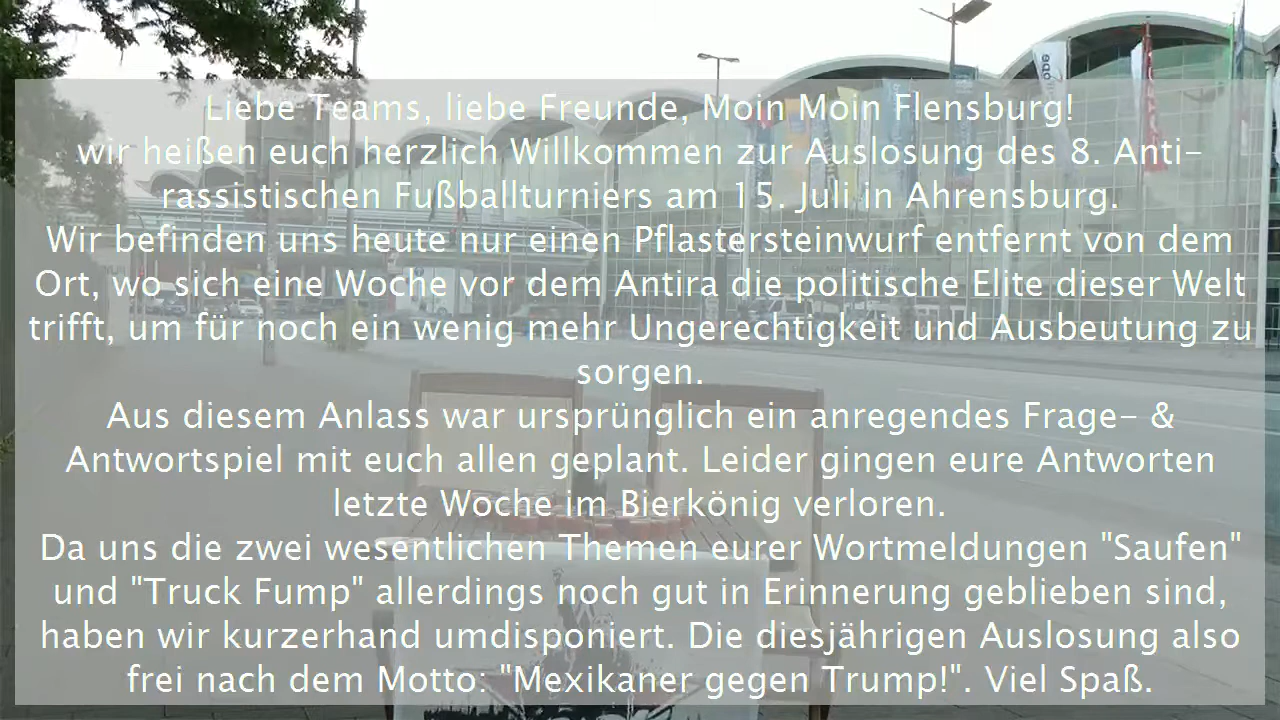 Liebe Teams, liebe Freunde, Moin Moin Flensburg!
wir heißen euch herzlich Willkommen zur Auslosung des 8. Anti-
rassistischen Fußballturniers am 15. Juli in Ahrensburg.
Wir befinden uns heute nur einen Pflastersteinwurf entfernt von dem
Ort, wo sich eine Woche vor dem Antira die politische Elite dieser Welt
trifft, um für noch ein wenig mehr Ungerechtigkeit und Ausbeutung zu
sorgen.
Aus diesem Anlass war ursprünglich ein anregendes Frage- &
Antwortspiel mit euch allen geplant. Leider gingen eure Antworten
letzte Woche im Bierkönig verloren.
Da uns die zwei wesentlichen Themen eurer Wortmeldungen "Saufen"
und "Truck Fump" allerdings noch gut in Erinnerung geblieben sind,
haben wir kurzerhand umdisponiert. Die diesjährigen Auslosung also
frei nach dem Motto: "Mexikaner gegen Trump!". Viel Spaß.